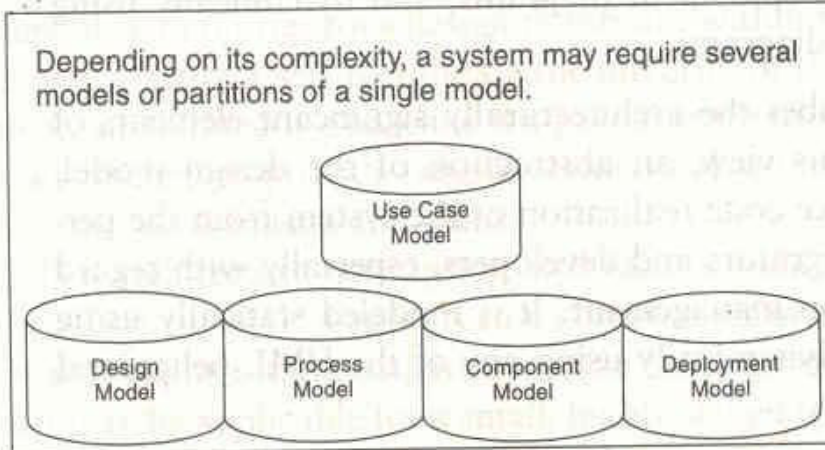 Depending on its complexity, a system may require several
models or partitions of a single model.
Use Case
Model
Design
Model
Process
Model
Component
Model
Deployment
Model